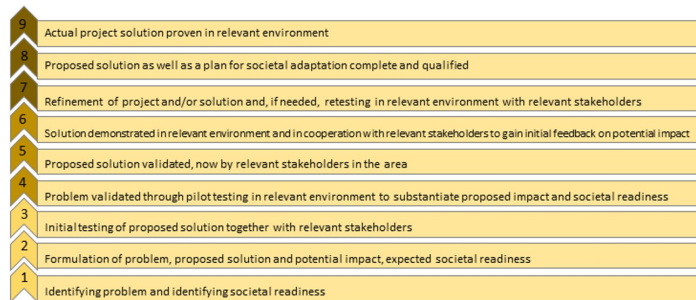 9 Actual project solution proven in relevant environment
8 Proposed solution as well as a plan for societal adaptation complete and qualified
7 Refinement of project and/or solution and, if needed, retesting in relevant environment with relevant stakeholders
6 Solution demonstrated in relevant environment and in cooperation with relevant stakeholders to gain initial feedback on potential impact
5 Proposed solution validated, now by relevant stakeholders in the area
4 Problem validated through pilot testing in relevant environment to substantiate proposed impact and societal readiness
3 Initial testing of proposed solution together with relevant stakeholders
2 Formulation of problem, proposed solution and potential impact, expected societal readiness
1 Identifying problem and identifying societal readiness